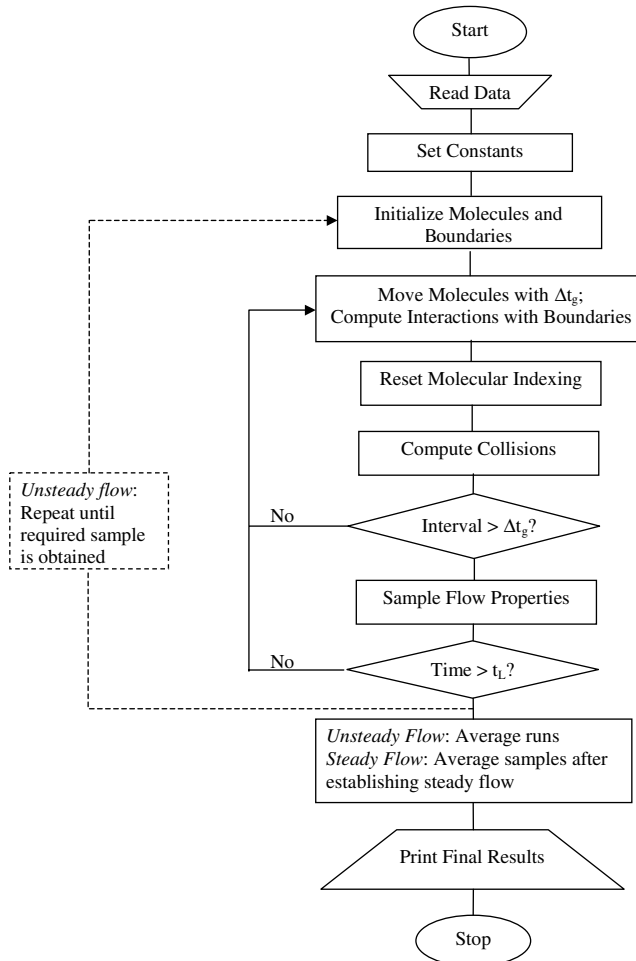 Start
Read Data
Set Constants
Initialize Molecules and
Boundaries
Move Molecules with Δtg;
Compute Interactions with Boundaries
Reset Molecular Indexing
Compute Collisions
Unsteady flow:
Repeat until
required sample
is obtained
No
Interval > Δtg?
Sample Flow Properties
No
Time > tL?
Unsteady Flow: Average runs
Steady Flow: Average samples after
establishing steady flow
Print Final Results
Stop